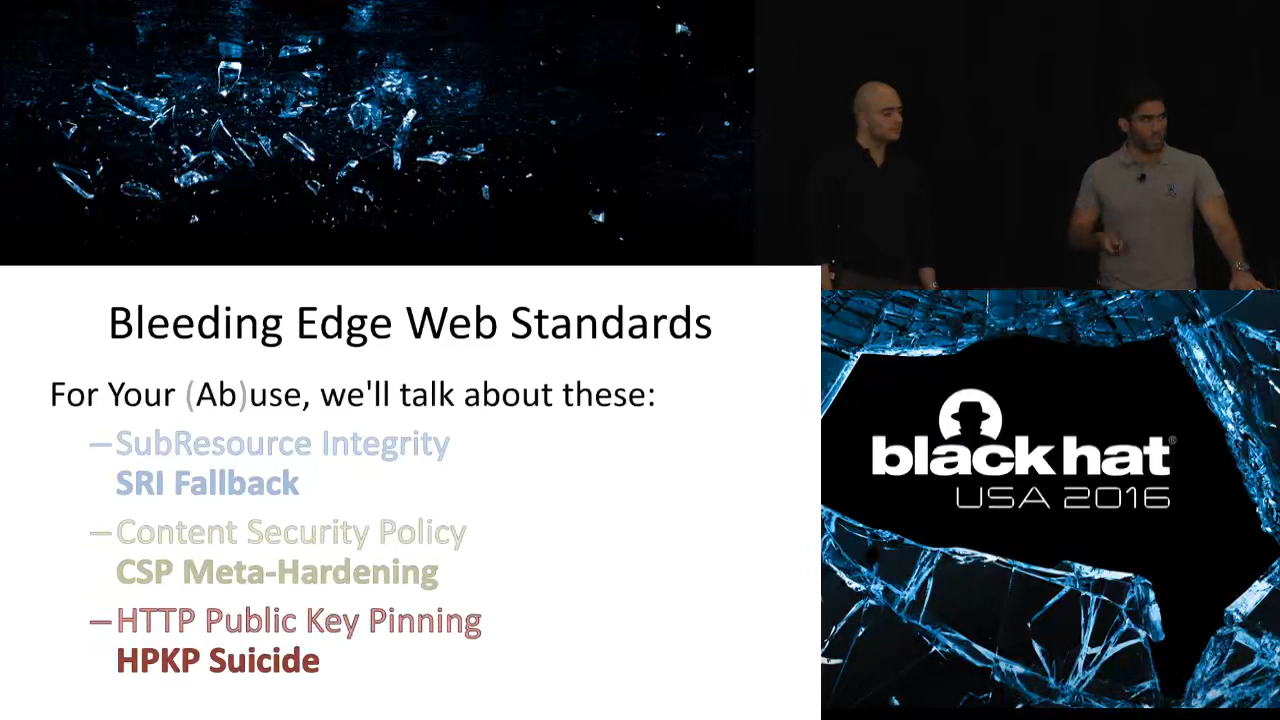 Bleeding Edge Web Standards
For Your (Ab)use, we'll talk about these:
–SubResource Integrity
SRI Fallback
–Content Security Policy
CSP Meta-Hardening
–HTTP Public Key Pinning
HPKP Suicide
black hat®
USA 2016